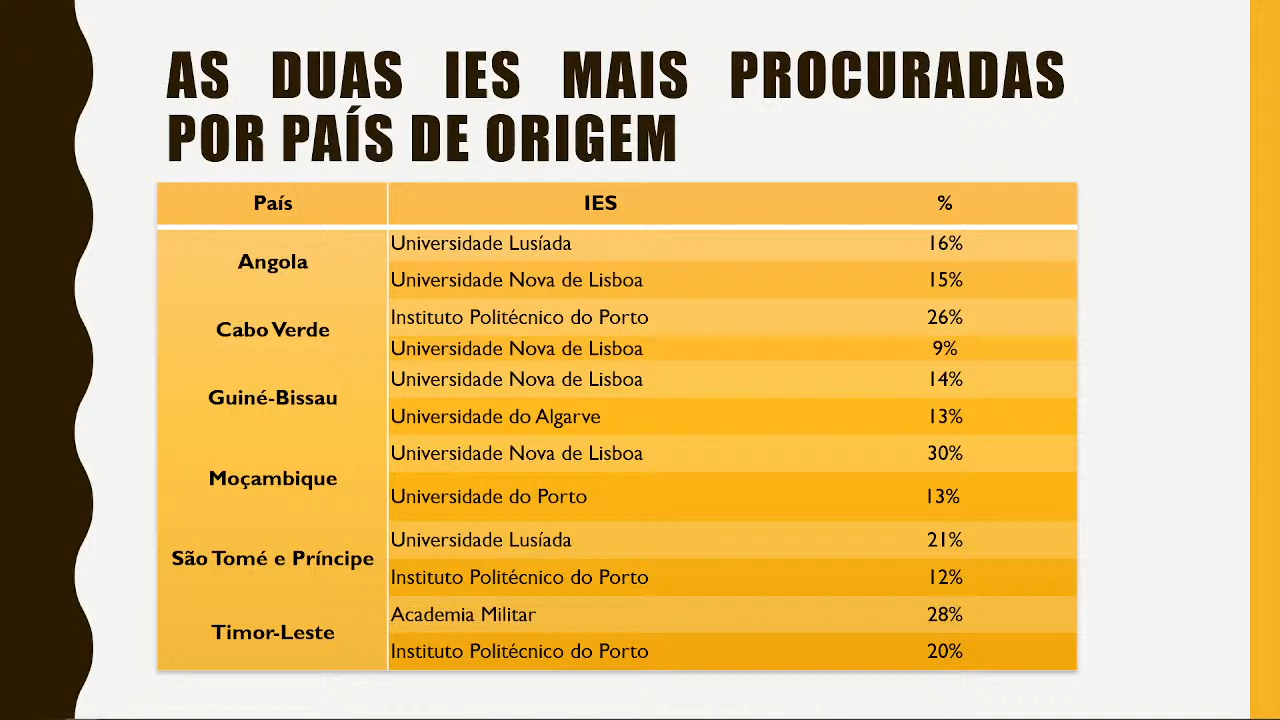 AS DUAS IES MAIS PROCURADAS
POR PAÍS DE ORIGEM
País IES %
Angola
Universidade Lusíada 16%
Universidade Nova de Lisboa 15%
Cabo Verde
Instituto Politécnico do Porto 26%
Universidade Nova de Lisboa 9%
Guiné-Bissau
Universidade Nova de Lisboa 14%
Universidade do Algarve 13%
Moçambique
Universidade Nova de Lisboa 30%
Universidade do Porto 13%
São Tomé e Príncipe
Universidade Lusíada 21%
Instituto Politécnico do Porto 12%
Timor-Leste
Academia Militar 28%
Instituto Politécnico do Porto 20%